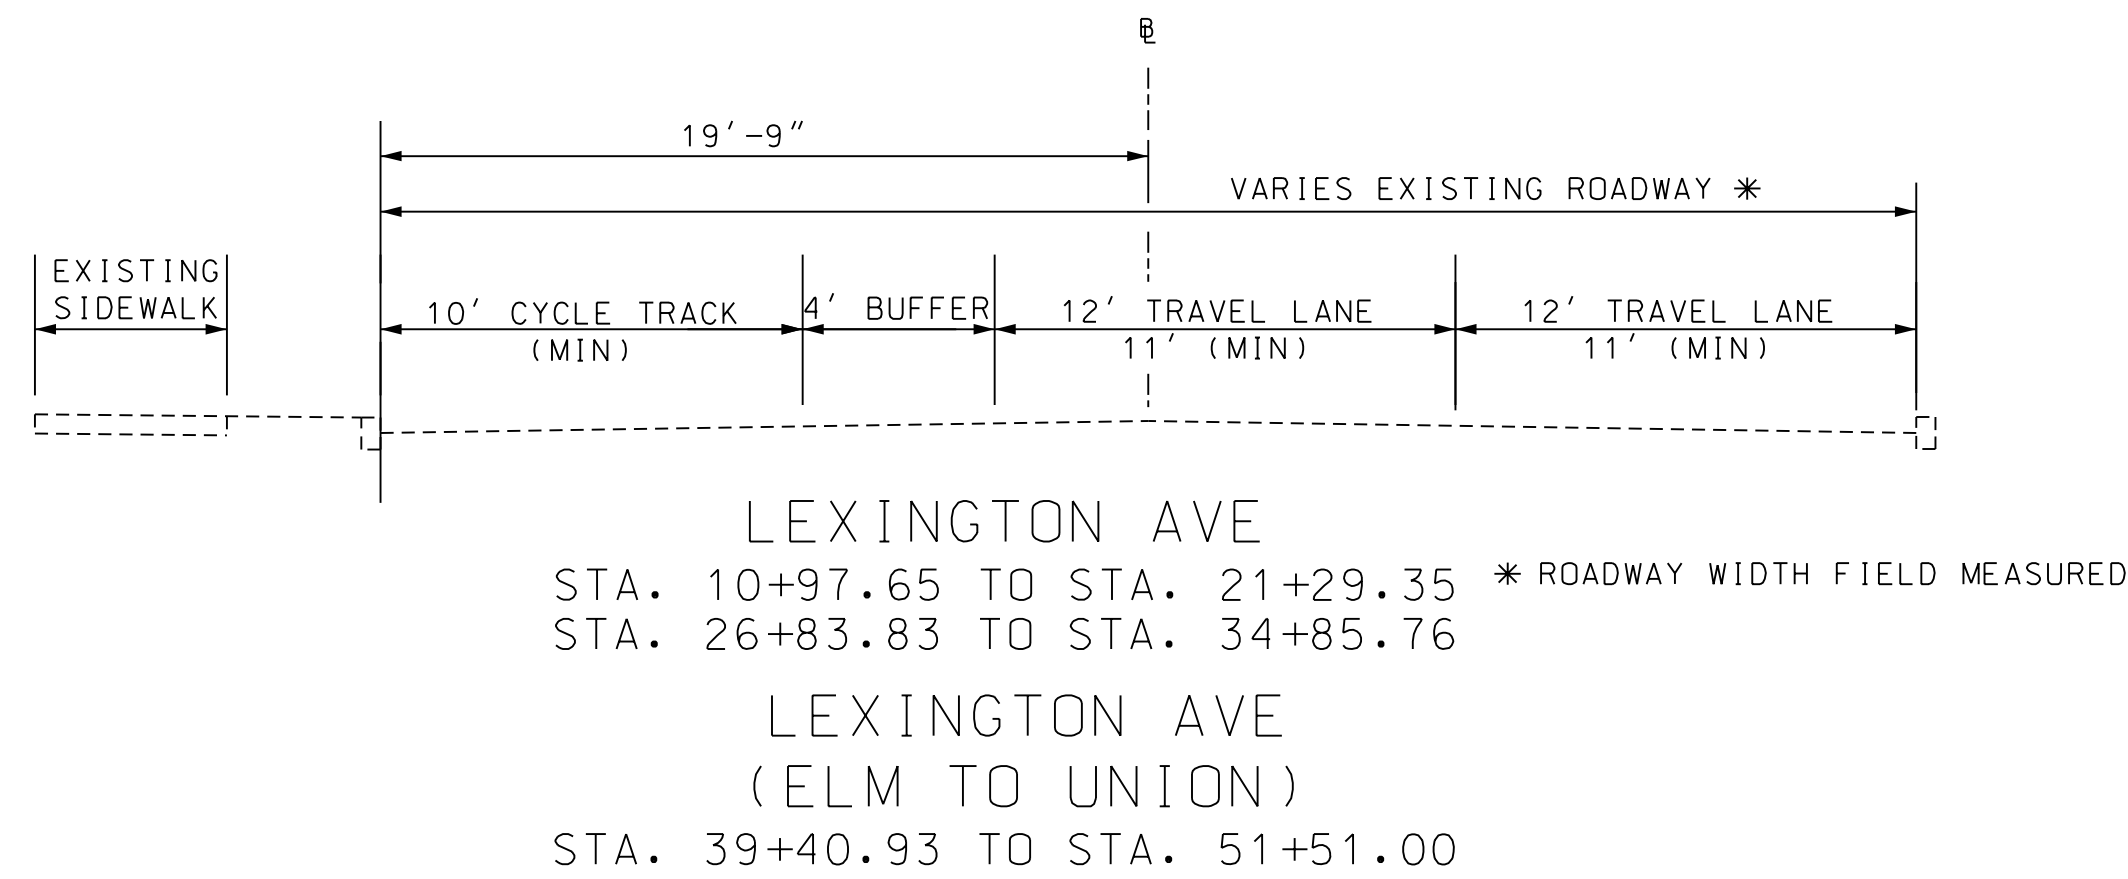 ℄
19'-9"
VARIES EXISTING ROADWAY *
EXISTING
SIDEWALK
10' CYCLE TRACK
(MIN)
4' BUFFER
12' TRAVEL LANE
11' (MIN)
12' TRAVEL LANE
11' (MIN)
LEXINGTON AVE
STA. 10+97.65 TO STA. 21+29.35
* ROADWAY WIDTH FIELD MEASURED
STA. 26+83.83 TO STA. 34+85.76
LEXINGTON AVE
(ELM TO UNION)
STA. 39+40.93 TO STA. 51+51.00